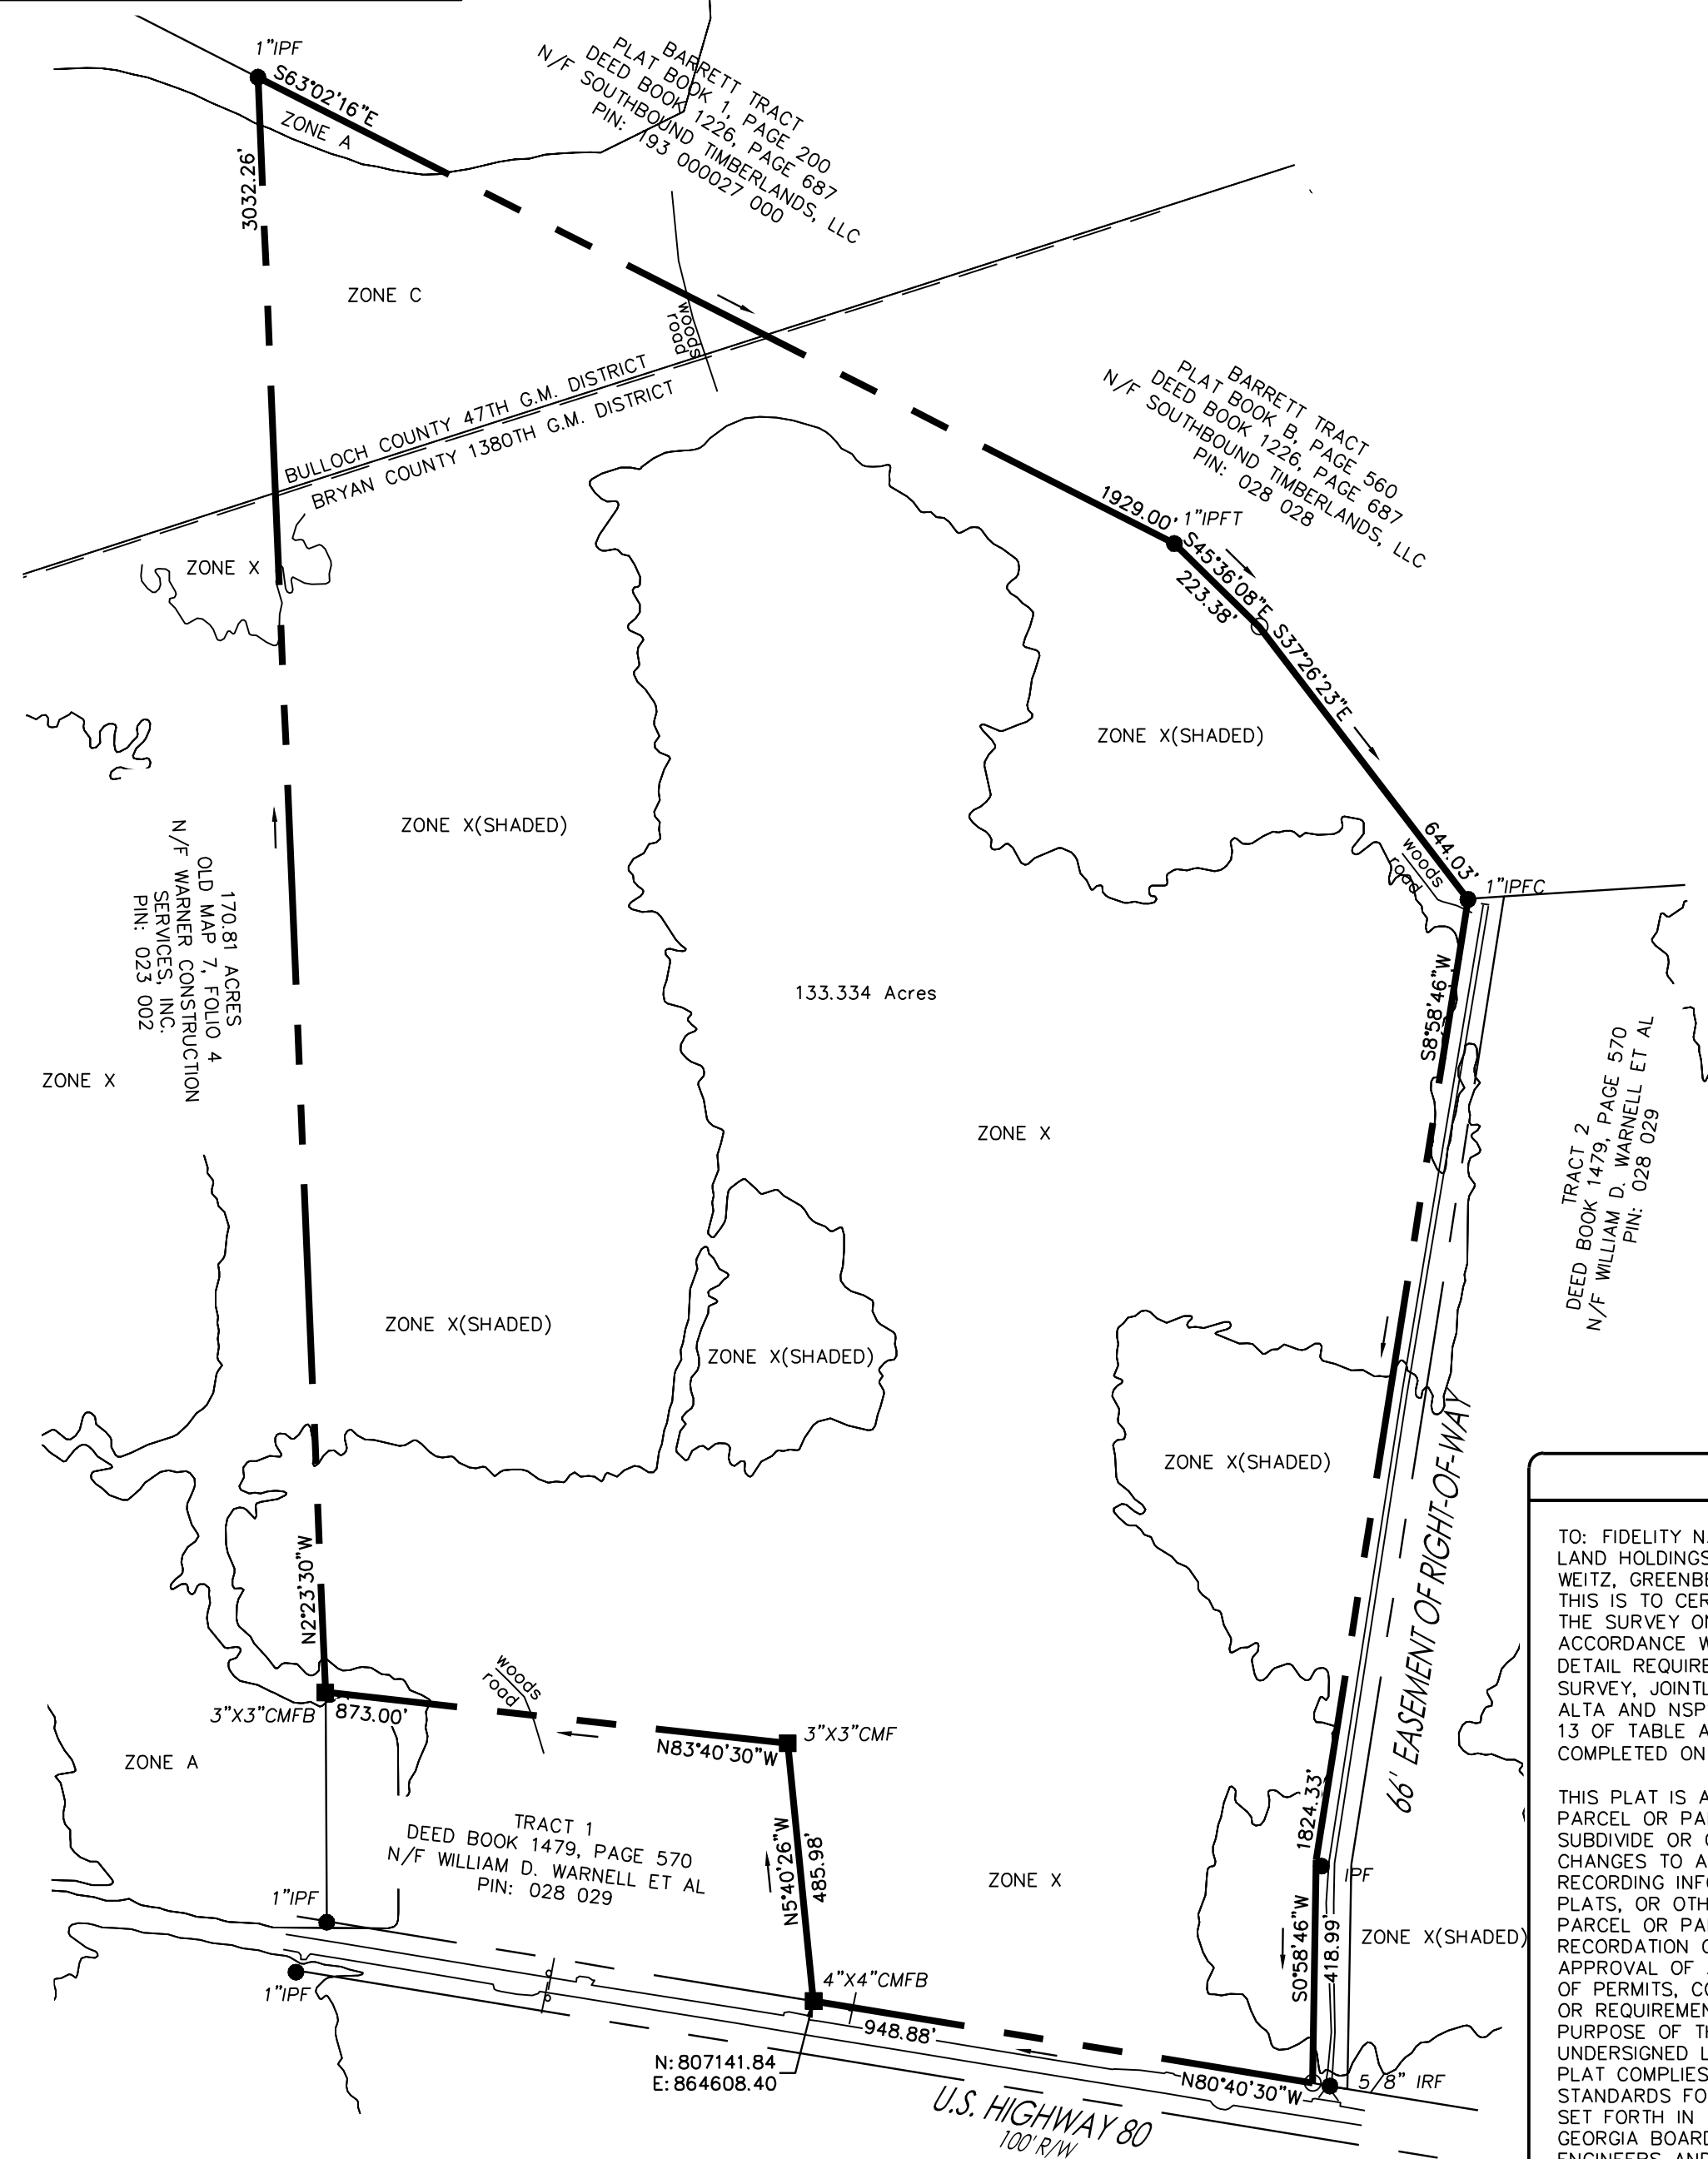 1"IPF
S63°02'16"E
ZONE A
3032.26'
BARRETT TRACT
PLAT BOOK 1, PAGE 200
DEED BOOK 1226, PAGE 687
N/F SOUTHBOUND TIMBERLANDS, LLC
PIN: 193 000027 000
ZONE C
woods
road
BULLOCH COUNTY 47TH G.M. DISTRICT
BRYAN COUNTY 1380TH G.M. DISTRICT
BARRETT TRACT
PLAT BOOK B, PAGE 560
DEED BOOK 1226, PAGE 687
N/F SOUTHBOUND TIMBERLANDS, LLC
PIN: 028 028
1929.00'
1"IPFT
S45°36'08"E
223.38'
ZONE X
S37°26'23"E
ZONE X(SHADED)
ZONE X(SHADED)
644.03'
woods
road
1"IPFC
170.81 ACRES
OLD MAP 7, FOLIO 4
N/F WARNER CONSTRUCTION
SERVICES, INC.
PIN: 023 002
133.334 Acres
S8°58'46"W
ZONE X
ZONE X
TRACT 2
DEED BOOK 1479, PAGE 570
N/F WILLIAM D. WARNELL ET AL
PIN: 028 029
ZONE X(SHADED)
ZONE X(SHADED)
ZONE X(SHADED)
66' EASEMENT OF RIGHT-OF-WAY
N2°23'30"W
woods
road
3"X3"CMFB
873.00'
N83°40'30"W
3"X3"CMF
ZONE A
1824.33'
TRACT 1
DEED BOOK 1479, PAGE 570
N/F WILLIAM D. WARNELL ET AL
PIN: 028 029
N5°40'26"W
485.98'
ZONE X
IPF
1"IPF
S0°58'46"W
418.99'
ZONE X(SHADED)
1"IPF
4"X4"CMFB
948.88'
N: 807141.84
E: 864608.40
N80°40'30"W
5/8" IRF
U.S. HIGHWAY 80
100' R/W
TO: FIDELITY N
LAND HOLDINGS
WEITZ, GREENBE
THIS IS TO CER
THE SURVEY ON
ACCORDANCE W
DETAIL REQUIRE
SURVEY, JOINTL
ALTA AND NSP
13 OF TABLE A
COMPLETED ON
THIS PLAT IS A
PARCEL OR PA
SUBDIVIDE OR
CHANGES TO A
RECORDING INF
PLATS, OR OTH
PARCEL OR PA
RECORDATION
APPROVAL OF
OF PERMITS, CO
OR REQUIREMEN
PURPOSE OF TH
UNDERSIGNED L
PLAT COMPLIES
STANDARDS FO
SET FORTH IN
GEORGIA BOARD
ENGINEERS AND